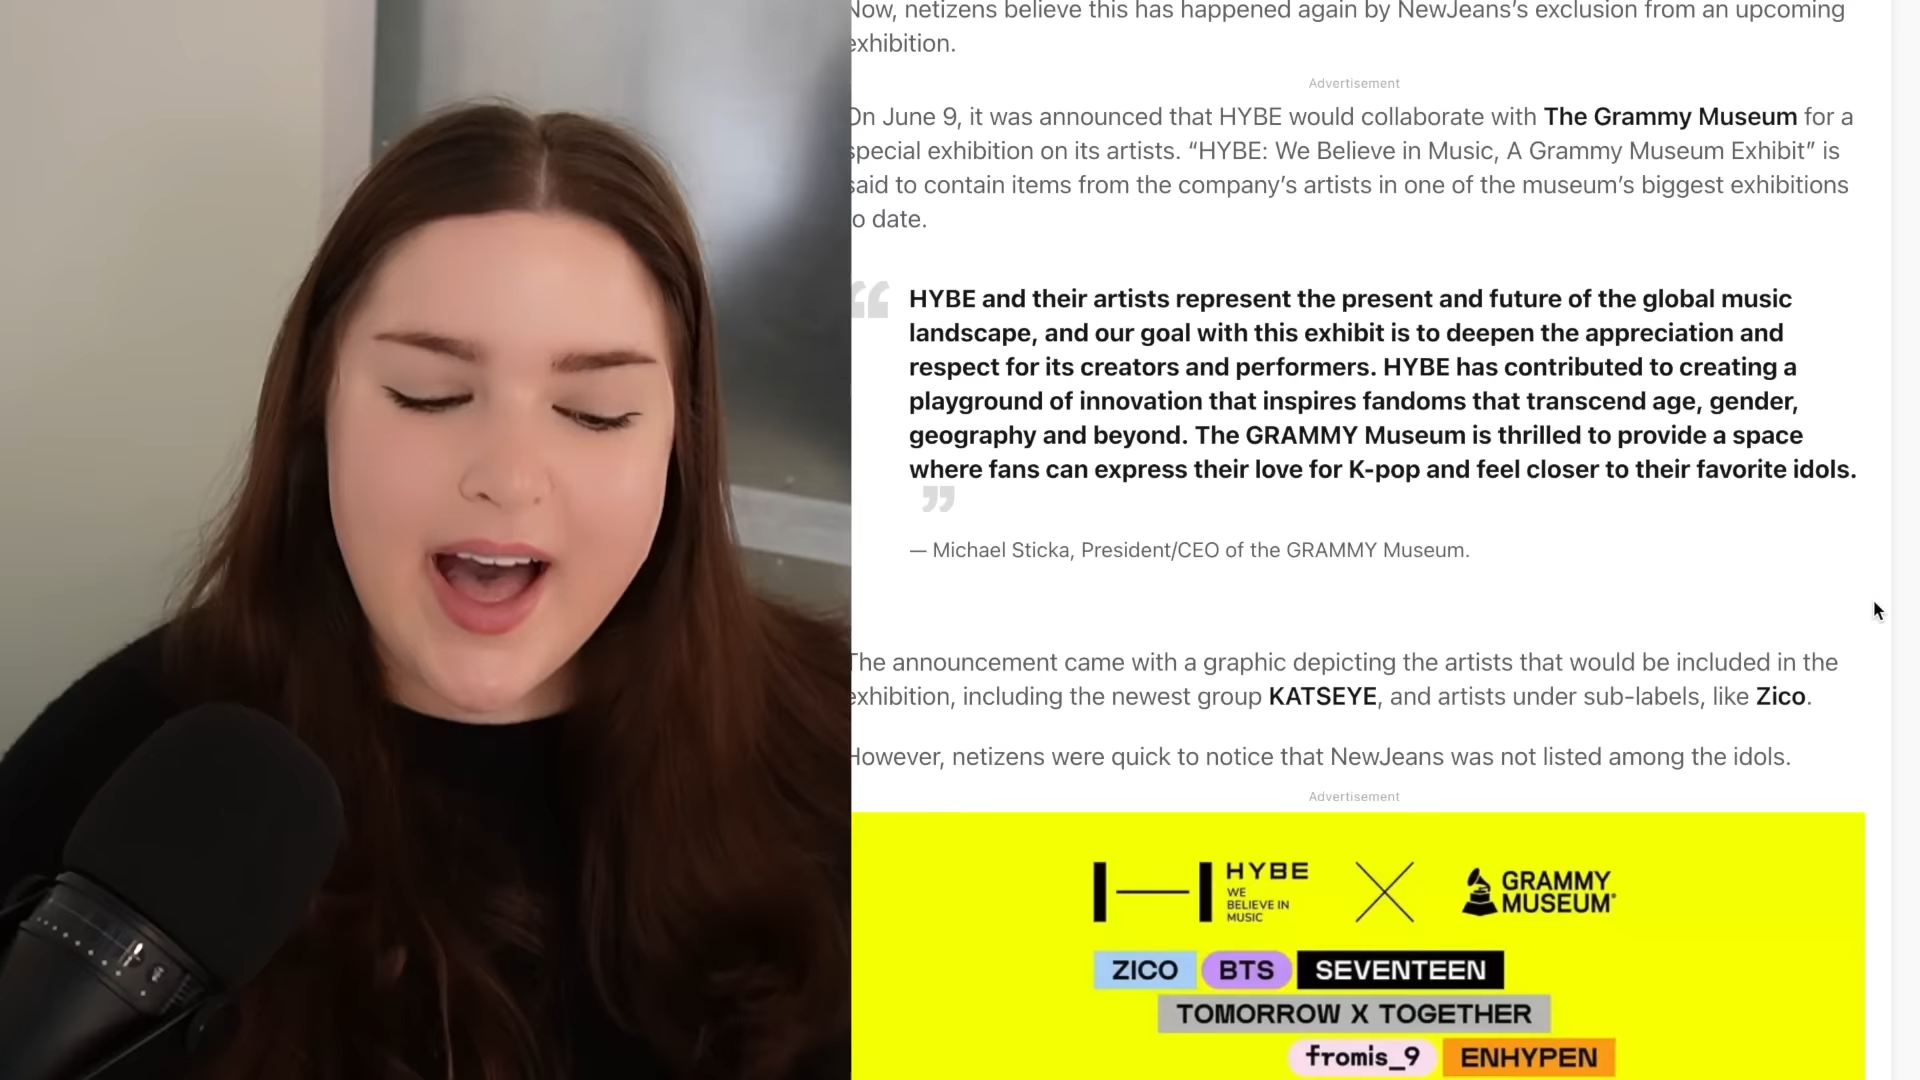 Now, netizens believe this has happened again by NewJeans’s exclusion from an upcoming
exhibition.
Advertisement
On June 9, it was announced that HYBE would collaborate with The Grammy Museum for a
special exhibition on its artists. “HYBE: We Believe in Music, A Grammy Museum Exhibit” is
said to contain items from the company’s artists in one of the museum’s biggest exhibitions
to date.
“
HYBE and their artists represent the present and future of the global music
landscape, and our goal with this exhibit is to deepen the appreciation and
respect for its creators and performers. HYBE has contributed to creating a
playground of innovation that inspires fandoms that transcend age, gender,
geography and beyond. The GRAMMY Museum is thrilled to provide a space
where fans can express their love for K-pop and feel closer to their favorite idols.
”
— Michael Sticka, President/CEO of the GRAMMY Museum.
The announcement came with a graphic depicting the artists that would be included in the
exhibition, including the newest group KATSEYE, and artists under sub-labels, like Zico.
However, netizens were quick to notice that NewJeans was not listed among the idols.
Advertisement
HYBE
WE
BELIEVE IN
MUSIC
GRAMMY
MUSEUM®
ZICO BTS SEVENTEEN
TOMORROW X TOGETHER
fromis_9 ENHYPEN